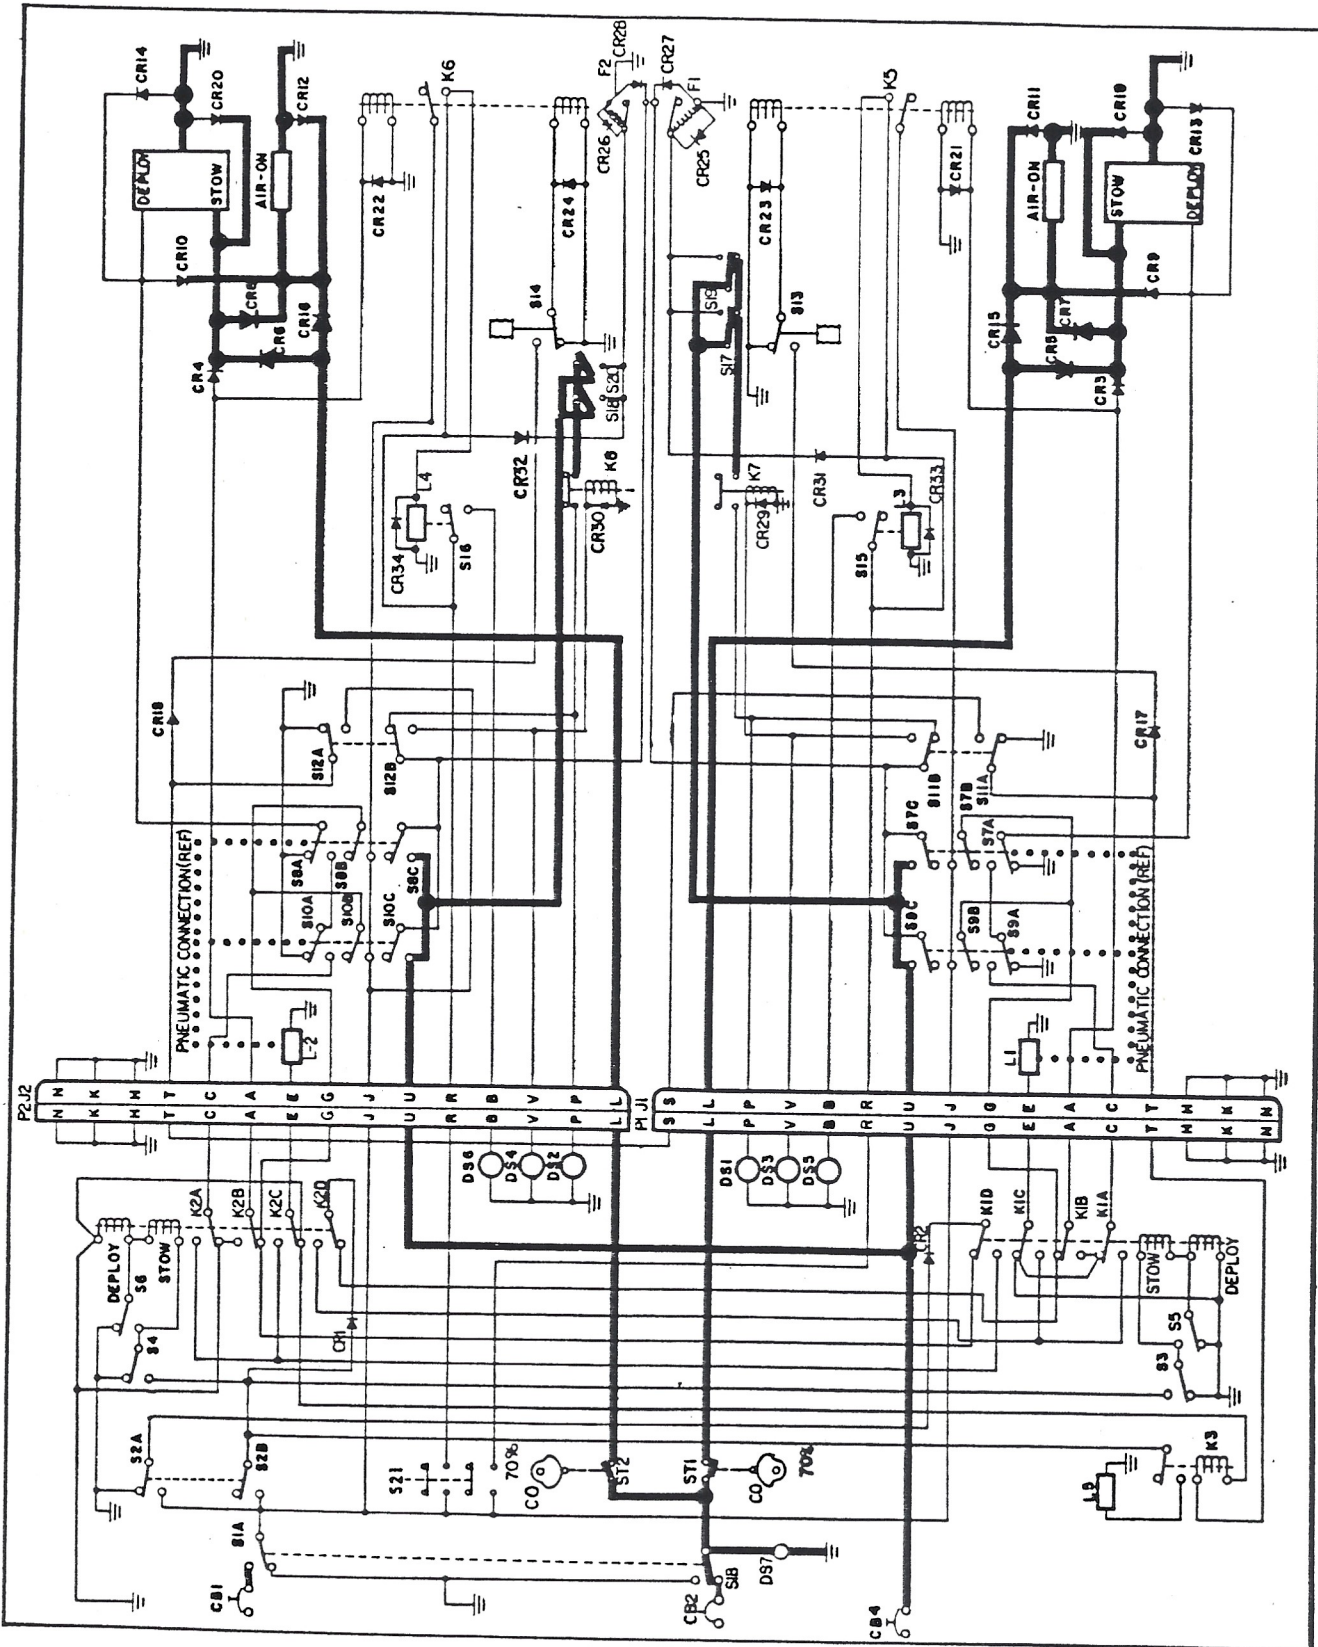 CR14
CR20
CR12
K6
F2
CR28
CR27
F1
K5
CR11
CR19
CR13
DEPLOY
STOW
AIR-ON
CR22
CR24
CR26
CR25
CR23
CR21
AIR-ON
STOW
DEPLOY
CR10
CR8
CR6
CR16
CR4
S14
S19
S17
S13
CR15
CR5
CR7
CR9
CR3
S18
S20
L4
CR32
K8
K7
CR31
L3
CR33
CR34
S16
CR30
CR29
S15
CR18
CR17
S12A
S12B
S11B
S11A
S7B
PNEUMATIC CONNECTION (REF)
S8A
S8B
S8C
S7C
S7A
S10A
S10B
S10C
S9C
S9B
S9A
PNEUMATIC CONNECTION (REF)
L-2
L1
P2J2
N K H T C A E G J U R B V P L
N K H T C A E G J U R B V P L
P1J1
S L P V B R U J G E A C T H K N
S L P V B R U J G E A C T H K N
DS6
DS4
DS2
DS1
DS3
DS5
K2A
K2B
K2C
K2D
CR2
K1D
K1C
K1B
K1A
DEPLOY
STOW
S6
S4
CR1
STOW
DEPLOY
S5
S3
S2A
S2B
S21
70%
CO
ST2
ST1
CO
70%
L5
K3
S1A
CB1
S1B
DS7
CB2
CB4